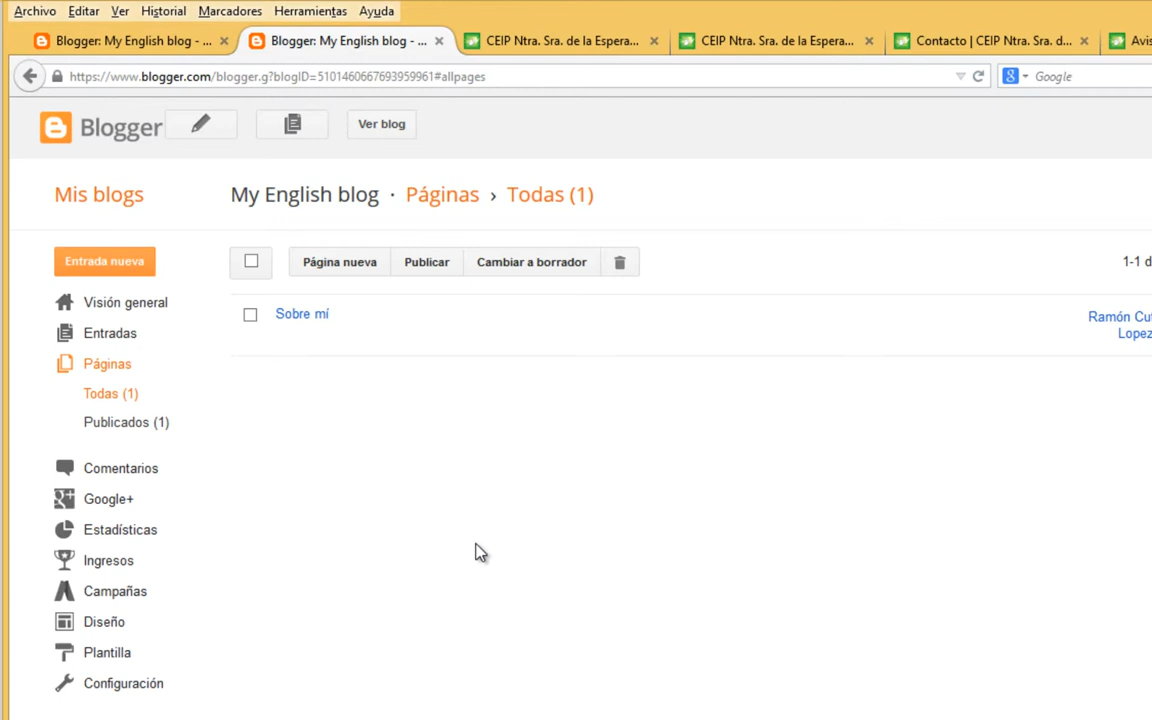 Archivo Editar Ver Historial Marcadores Herramientas Ayuda
Blogger: My English blog - ... Blogger: My English blog - ... CEIP Ntra. Sra. de la Espera... CEIP Ntra. Sra. de la Espera... Contacto | CEIP Ntra. Sra. d... Avis
https://www.blogger.com/blogger.g?blogID=5101460667693959961#allpages Google
Blogger Ver blog
Mis blogs My English blog · Páginas › Todas (1)
Entrada nueva Página nueva Publicar Cambiar a borrador 1-1 d
Visión general
Sobre mí Ramón Cu
Lopez
Entradas
Páginas
Todas (1)
Publicados (1)
Comentarios
Google+
Estadísticas
Ingresos
Campañas
Diseño
Plantilla
Configuración